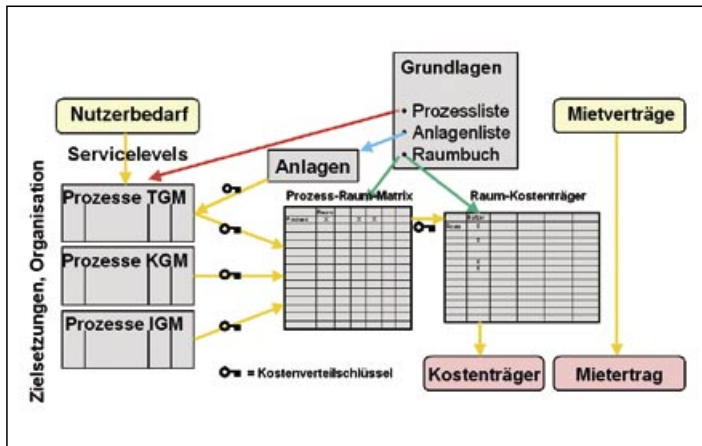 Grundlagen
• Prozessliste
• Anlagenliste
• Raumbuch
Nutzerbedarf
Mietverträge
Servicelevels
Anlagen
Zielsetzungen, Organisation
Prozesse TGM
Prozesse KGM
Prozesse IGM
Prozess-Raum-Matrix
Raum-Kostenträger
X X X
= Kostenverteilschlüssel
Kostenträger
Mietertrag